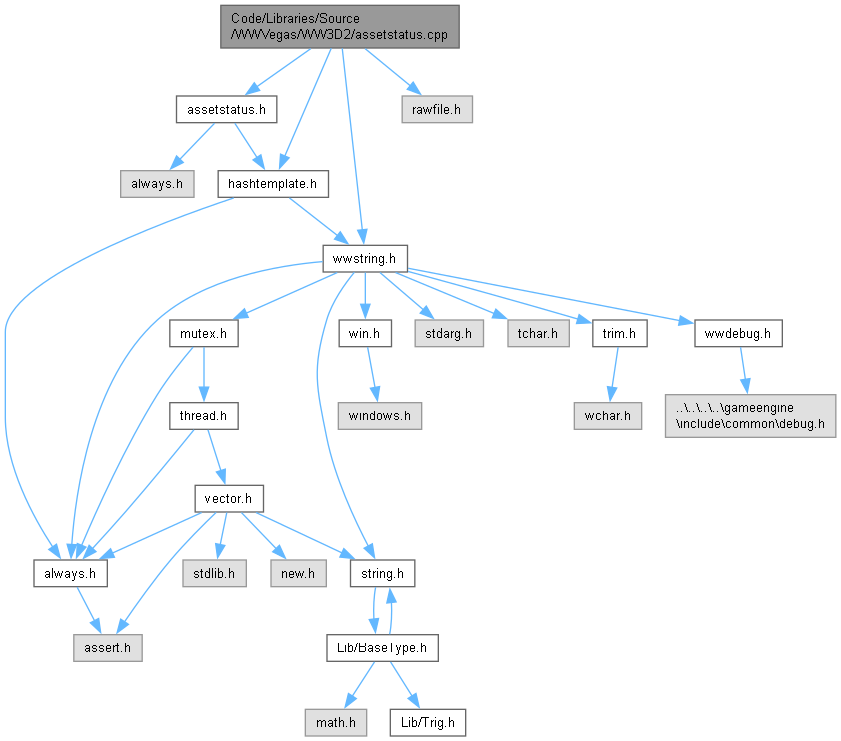 Code/Libraries/Source
/WWVegas/WW3D2/assetstatus.cpp
assetstatus.h
rawfile.h
always.h
hashtemplate.h
wwstring.h
mutex.h
win.h
stdarg.h
tchar.h
trim.h
wwdebug.h
thread.h
windows.h
wchar.h
..\..\..\..\gameengine
\include\common\debug.h
vector.h
always.h
stdlib.h
new.h
string.h
assert.h
Lib/BaseType.h
math.h
Lib/Trig.h